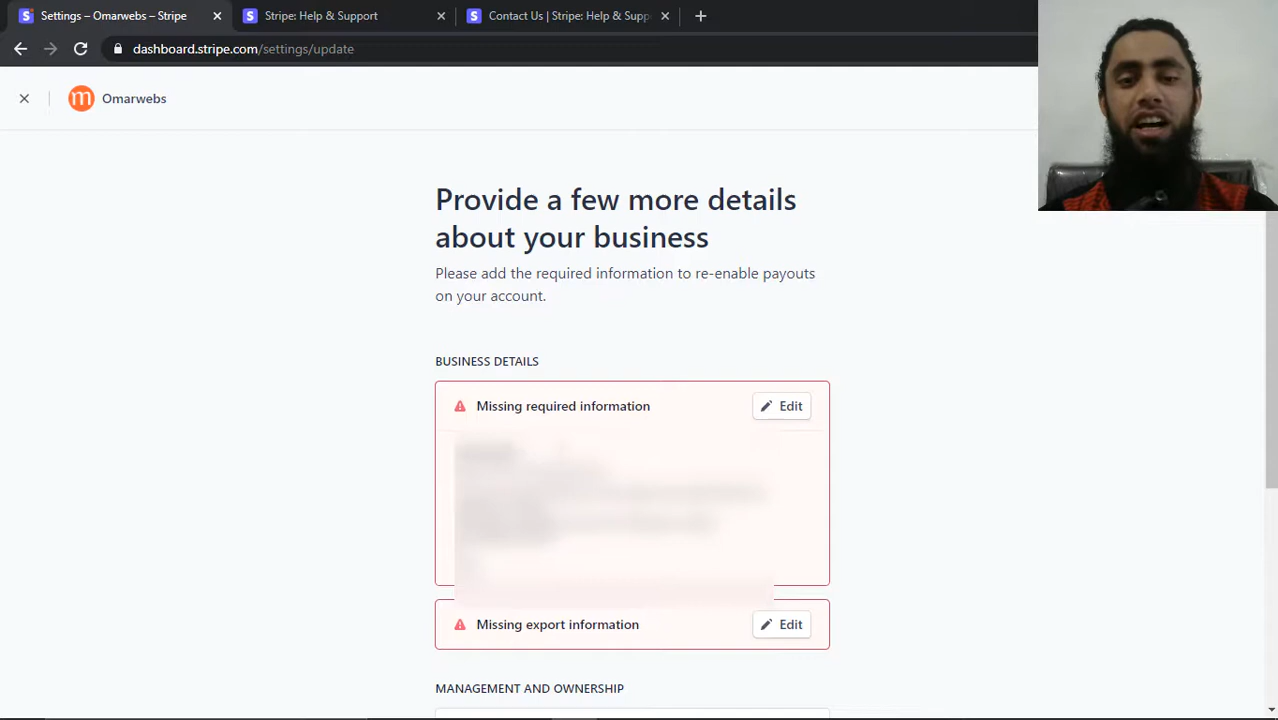 Settings – Omarwebs – Stripe
Stripe: Help & Support
Contact Us | Stripe: Help & Supp
dashboard.stripe.com/settings/update
m Omarwebs
Provide a few more details
about your business
Please add the required information to re-enable payouts
on your account.
BUSINESS DETAILS
Missing required information
Edit
Missing export information
Edit
MANAGEMENT AND OWNERSHIP